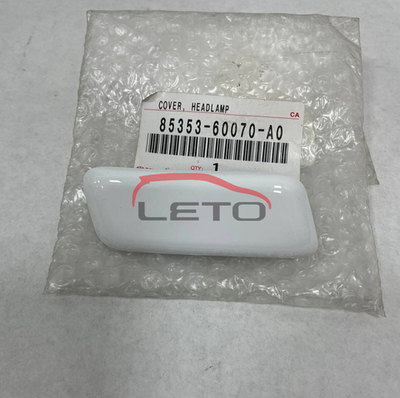 COVER, HEADLAMP
CA
85353-60070-A0
QTY: 1
LETO